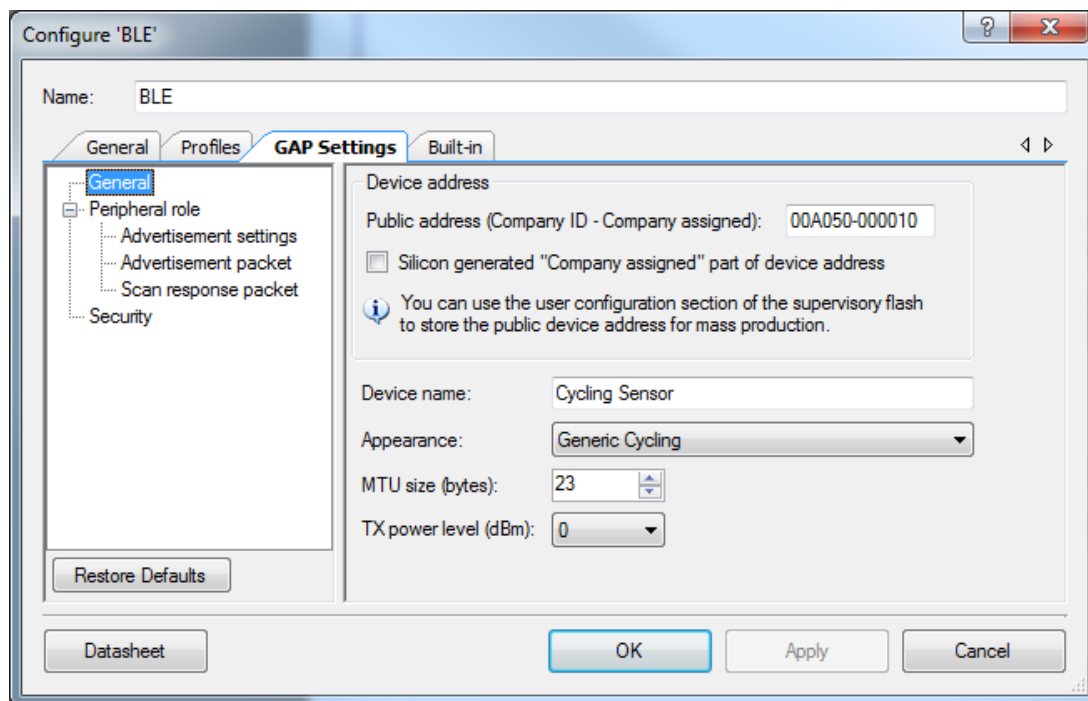 Configure 'BLE'
Name: BLE
General Profiles GAP Settings Built-in
General
Peripheral role
Advertisement settings
Advertisement packet
Scan response packet
Security
Restore Defaults
Device address
Public address (Company ID - Company assigned): 00A050-000010
Silicon generated "Company assigned" part of device address
You can use the user configuration section of the supervisory flash
to store the public device address for mass production.
Device name: Cycling Sensor
Appearance: Generic Cycling
MTU size (bytes): 23
TX power level (dBm): 0
Datasheet OK Apply Cancel